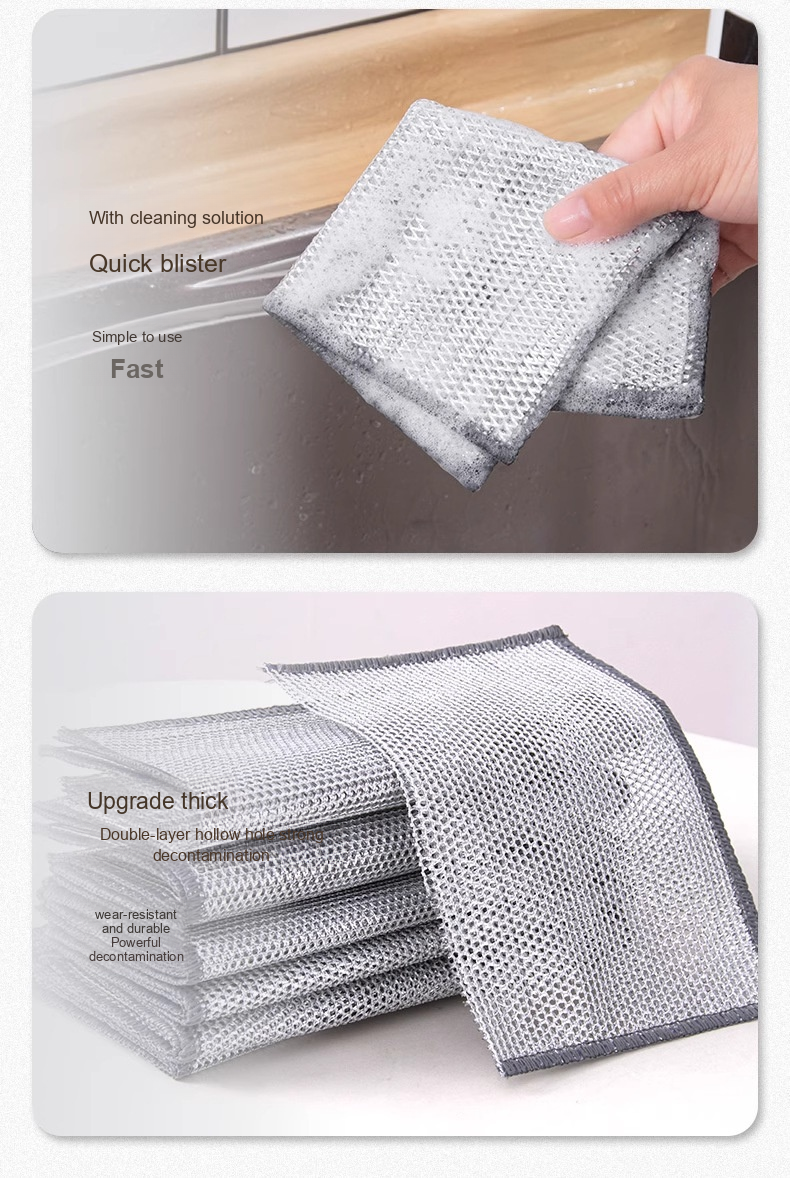 With cleaning solution
Quick blister
Simple to use
Fast
Upgrade thick
Double-layer hollow hole strong
decontamination
wear-resistant
and durable
Powerful
decontamination